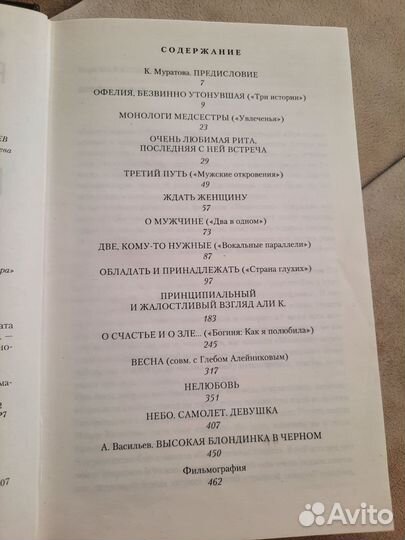 СОДЕРЖАНИЕ
К. Муратова. ПРЕДИСЛОВИЕ
7
ОФЕЛИЯ, БЕЗВИННО УТОНУВШАЯ («Три истории»)
9
МОНОЛОГИ МЕДСЕСТРЫ («Увлеченья»)
23
ОЧЕНЬ ЛЮБИМАЯ РИТА,
ПОСЛЕДНЯЯ С НЕЙ ВСТРЕЧА
29
ТРЕТИЙ ПУТЬ («Мужские откровения»)
49
ЖДАТЬ ЖЕНЩИНУ
57
О МУЖЧИНЕ («Два в одном»)
73
ДВЕ, КОМУ-ТО НУЖНЫЕ («Вокальные параллели»)
87
ОБЛАДАТЬ И ПРИНАДЛЕЖАТЬ («Страна глухих»)
97
ПРИНЦИПИАЛЬНЫЙ
И ЖАЛОСТЛИВЫЙ ВЗГЛЯД АЛИ К.
183
О СЧАСТЬЕ И О ЗЛЕ... («Богиня: Как я полюбила»)
245
ВЕСНА (совм. с Глебом Алейниковым)
317
НЕЛЮБОВЬ
351
НЕБО. САМОЛЕТ. ДЕВУШКА
407
А. Васильев. ВЫСОКАЯ БЛОНДИНКА В ЧЕРНОМ
450
Фильмография
462
Avito